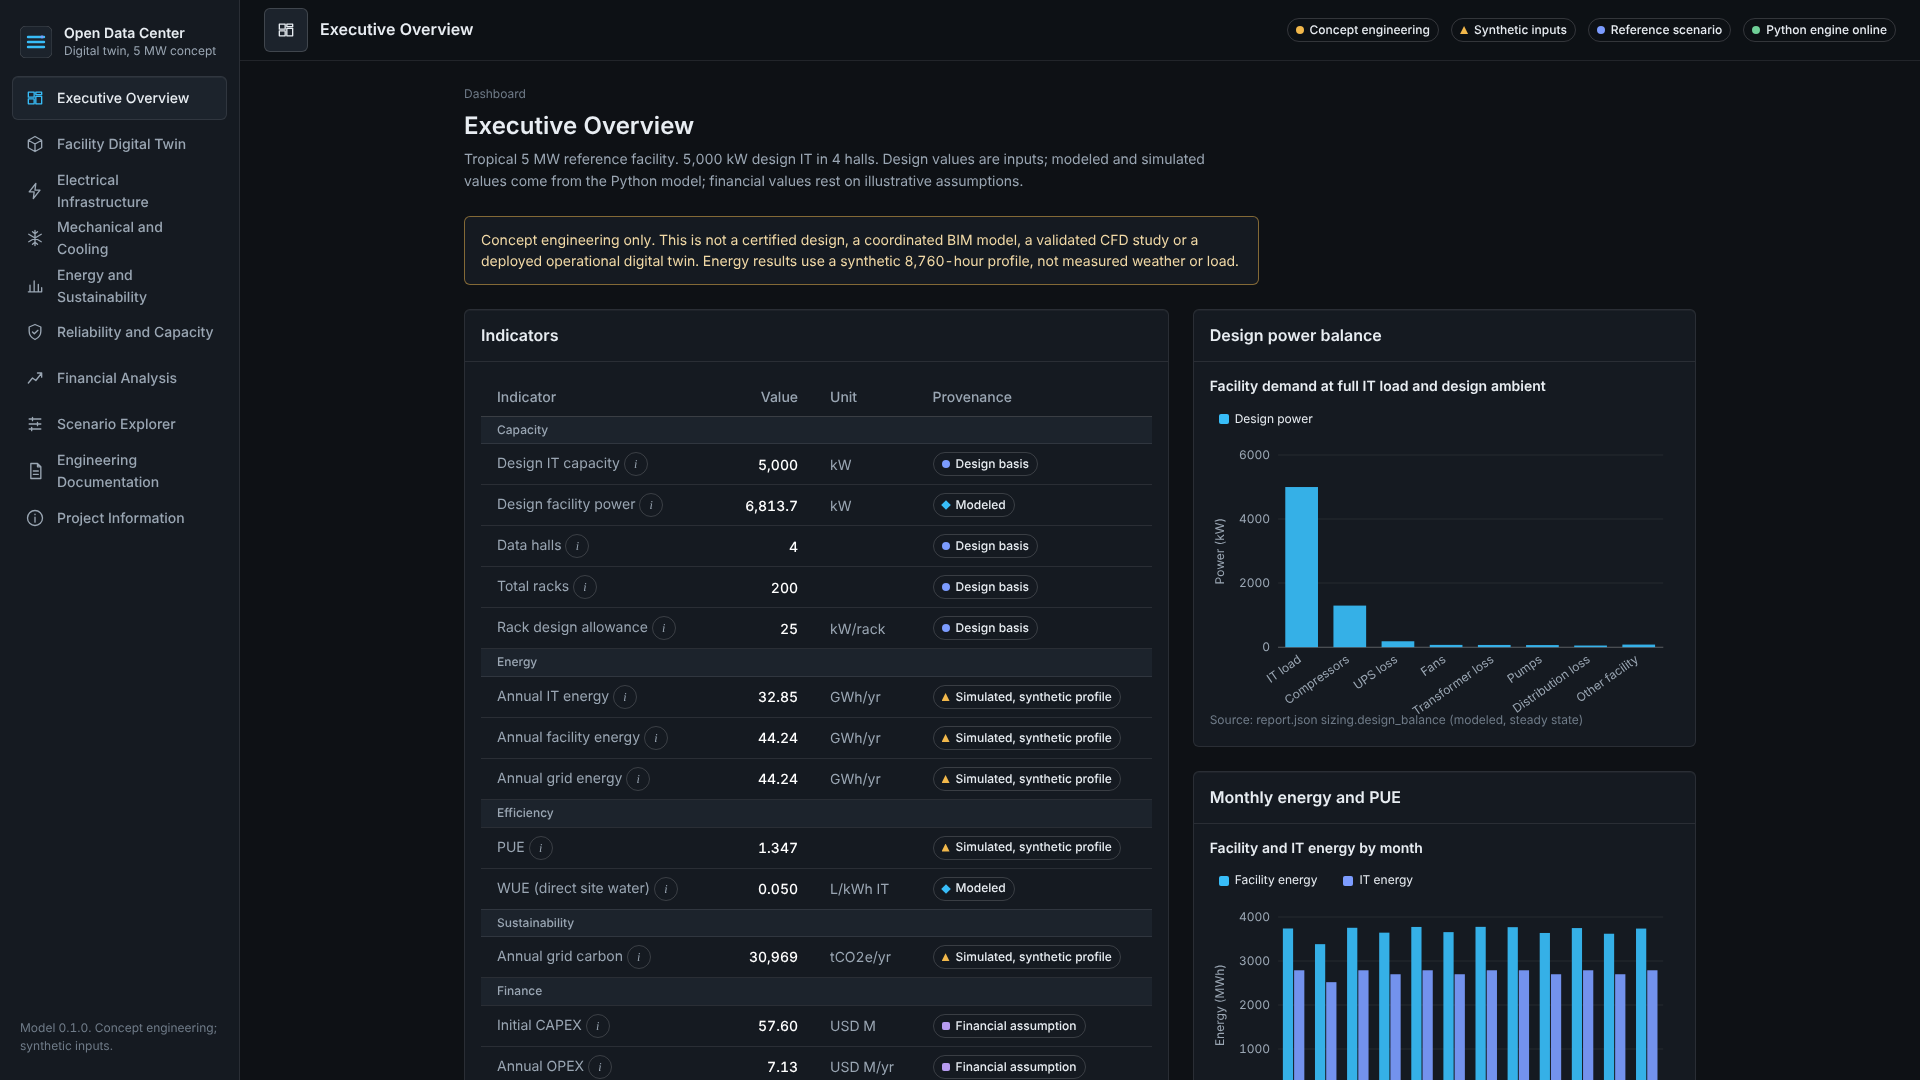 Open Data Center
Digital twin, 5 MW concept
Executive Overview
Facility Digital Twin
Electrical
Infrastructure
Mechanical and
Cooling
Energy and
Sustainability
Reliability and Capacity
Financial Analysis
Scenario Explorer
Engineering
Documentation
Project Information
Model 0.1.0. Concept engineering;
synthetic inputs.
Executive Overview
Concept engineering
Synthetic inputs
Reference scenario
Python engine online
Dashboard
Executive Overview
Tropical 5 MW reference facility. 5,000 kW design IT in 4 halls. Design values are inputs; modeled and simulated
values come from the Python model; financial values rest on illustrative assumptions.
Concept engineering only. This is not a certified design, a coordinated BIM model, a validated CFD study or a
deployed operational digital twin. Energy results use a synthetic 8,760-hour profile, not measured weather or load.
Indicators
Indicator Value Unit Provenance
Capacity
Design IT capacity i 5,000 kW Design basis
Design facility power i 6,813.7 kW Modeled
Data halls i 4 Design basis
Total racks i 200 Design basis
Rack design allowance i 25 kW/rack Design basis
Energy
Annual IT energy i 32.85 GWh/yr Simulated, synthetic profile
Annual facility energy i 44.24 GWh/yr Simulated, synthetic profile
Annual grid energy i 44.24 GWh/yr Simulated, synthetic profile
Efficiency
PUE i 1.347 Simulated, synthetic profile
WUE (direct site water) i 0.050 L/kWh IT Modeled
Sustainability
Annual grid carbon i 30,969 tCO2e/yr Simulated, synthetic profile
Finance
Initial CAPEX i 57.60 USD M Financial assumption
Annual OPEX i 7.13 USD M/yr Financial assumption
Design power balance
Facility demand at full IT load and design ambient
Design power
Power (kW)
6000
4000
2000
0
IT load
Compressors
UPS loss
Fans
Transformer loss
Pumps
Distribution loss
Other facility
Source: report.json sizing.design_balance (modeled, steady state)
Monthly energy and PUE
Facility and IT energy by month
Facility energy
IT energy
Energy (MWh)
4000
3000
2000
1000